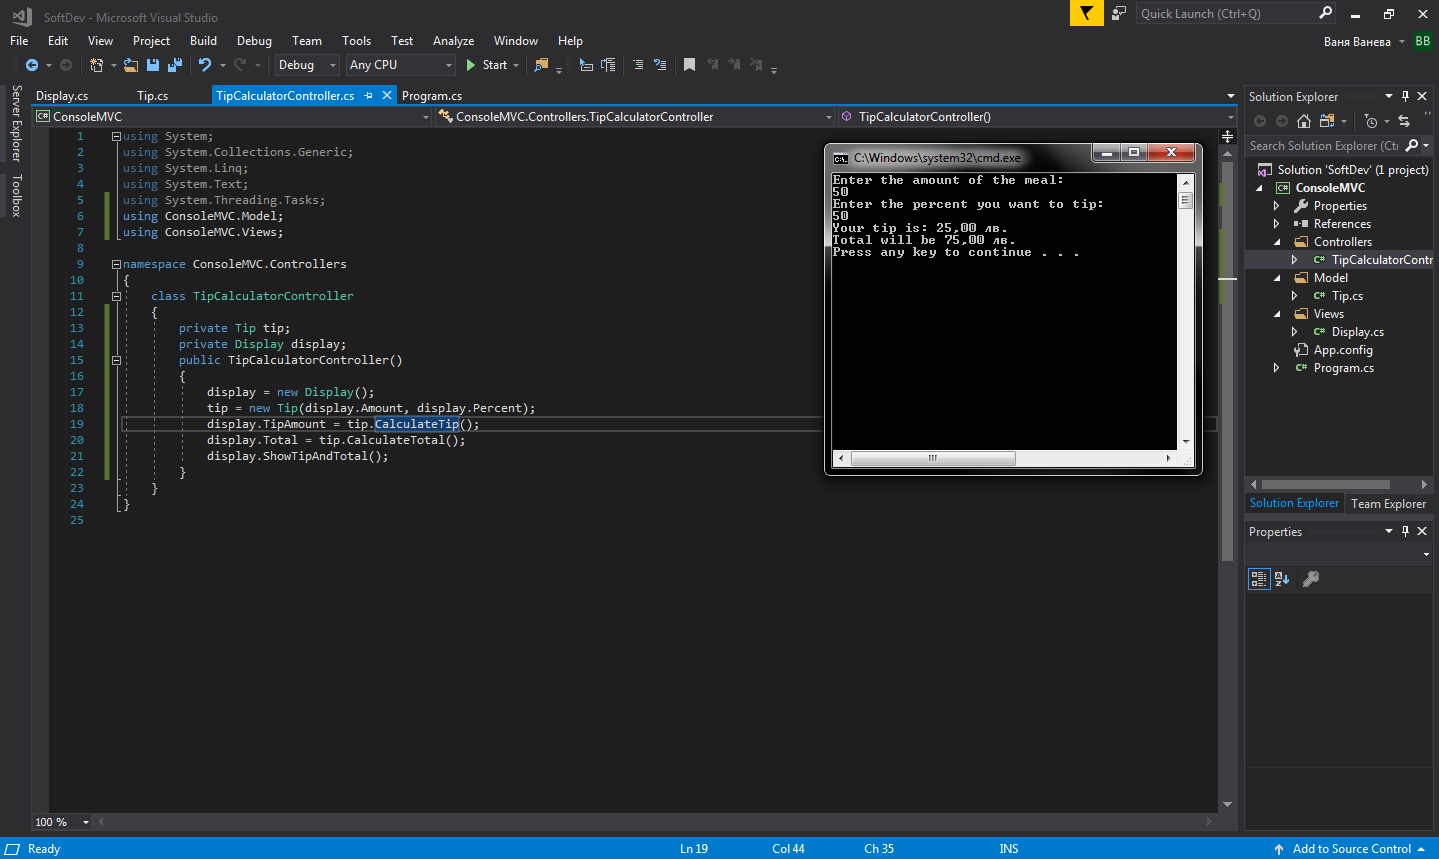 SoftDev - Microsoft Visual Studio
Quick Launch (Ctrl+Q)
File Edit View Project Build Debug Team Tools Test Analyze Window Help
Ваня Ванева BB
Debug Any CPU Start
Server Explorer
Toolbox
Display.cs Tip.cs TipCalculatorController.cs Program.cs
ConsoleMVC ConsoleMVC.Controllers.TipCalculatorController TipCalculatorController()
1 using System;
2 using System.Collections.Generic;
3 using System.Linq;
4 using System.Text;
5 using System.Threading.Tasks;
6 using ConsoleMVC.Model;
7 using ConsoleMVC.Views;
8
9 namespace ConsoleMVC.Controllers
10 {
11 class TipCalculatorController
12 {
13 private Tip tip;
14 private Display display;
15 public TipCalculatorController()
16 {
17 display = new Display();
18 tip = new Tip(display.Amount, display.Percent);
19 display.TipAmount = tip.CalculateTip();
20 display.Total = tip.CalculateTotal();
21 display.ShowTipAndTotal();
22 }
23 }
24 }
25
C:\Windows\system32\cmd.exe
Enter the amount of the meal:
50
Enter the percent you want to tip:
50
Your tip is: 25,00 лв.
Total will be 75,00 лв.
Press any key to continue . . .
Solution Explorer
Search Solution Explorer (Ctr
Solution 'SoftDev' (1 project)
C# ConsoleMVC
Properties
References
Controllers
C# TipCalculatorContr
Model
C# Tip.cs
Views
C# Display.cs
App.config
C# Program.cs
Solution Explorer Team Explorer
Properties
100 %
Ready Ln 19 Col 44 Ch 35 INS Add to Source Control